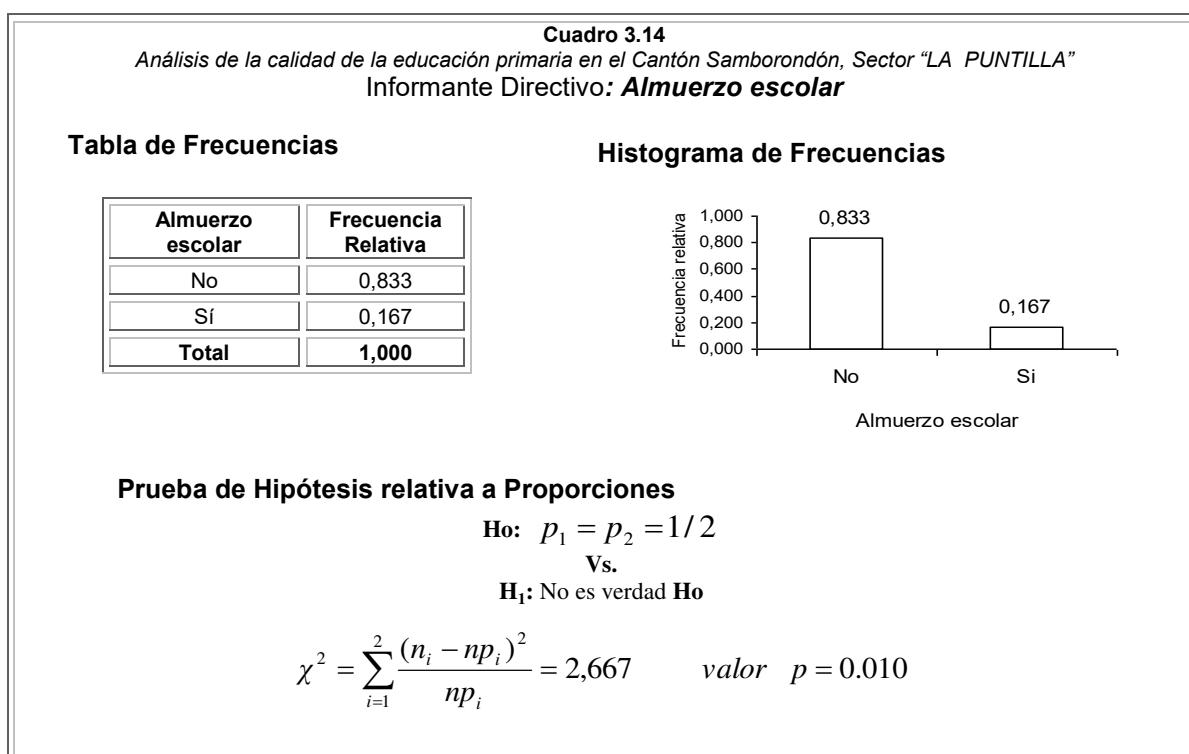 Cuadro 3.14
Análisis de la calidad de la educación primaria en el Cantón Samborondón, Sector “LA PUNTILLA”
Informante Directivo: Almuerzo escolar
Tabla de Frecuencias
Almuerzo escolar | Frecuencia Relativa
No | 0,833
Sí | 0,167
Total | 1,000
Histograma de Frecuencias
Frecuencia relativa
1,000
0,800
0,600
0,400
0,200
0,000
0,833
0,167
No Si
Almuerzo escolar
Prueba de Hipótesis relativa a Proporciones
Ho: p₁ = p₂ = 1/2
Vs.
H₁: No es verdad Ho
χ² = ∑_{i=1}^{2} (nᵢ − npᵢ)² / npᵢ = 2,667 valor p = 0.010